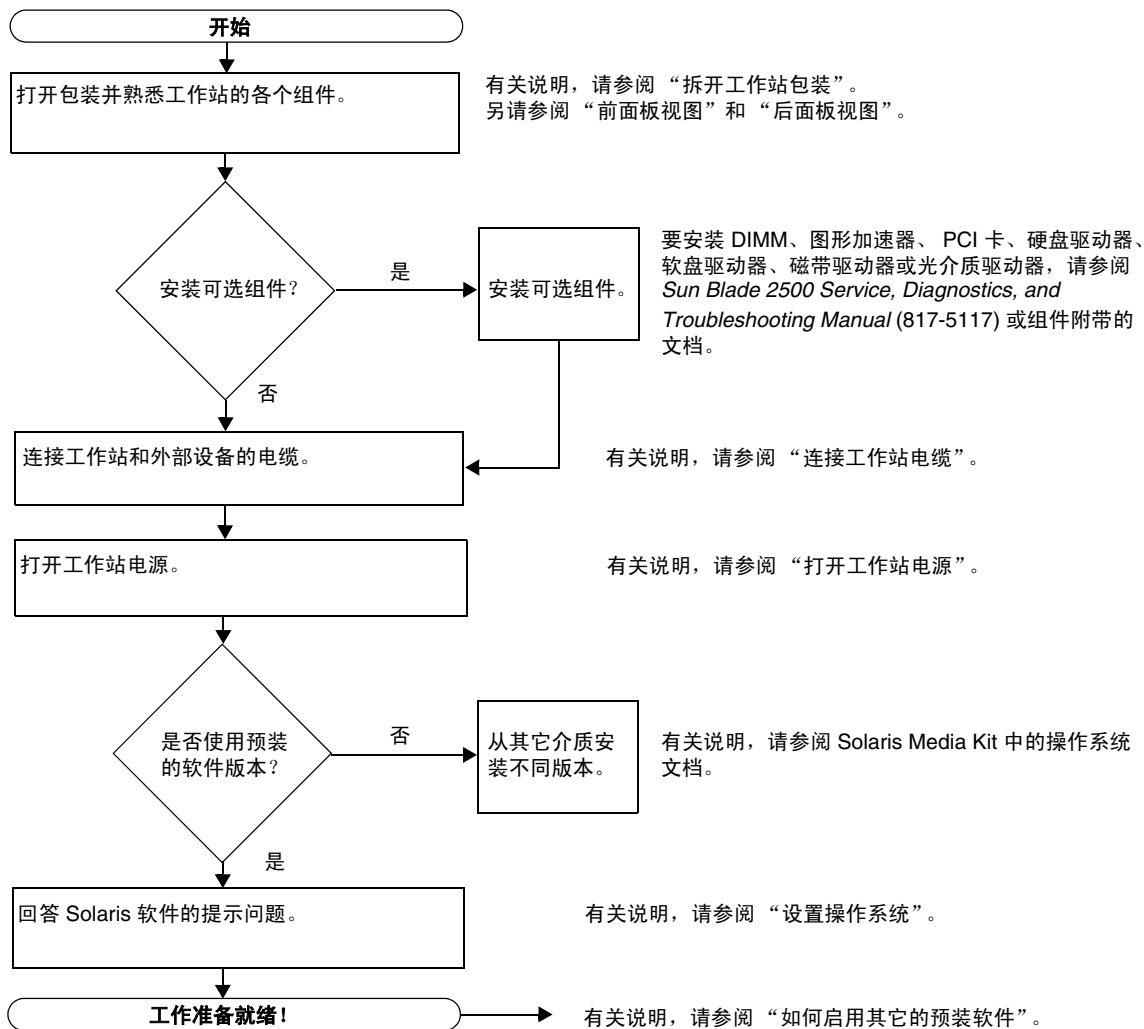 开始
打开包装并熟悉工作站的各个组件。
有关说明，请参阅 “拆开工作站包装”。
另请参阅 “前面板视图”和 “后面板视图”。
安装可选组件？
是
安装可选组件。
要安装 DIMM、图形加速器、 PCI 卡、硬盘驱动器、
软盘驱动器、磁带驱动器或光介质驱动器，请参阅
Sun Blade 2500 Service, Diagnostics, and
Troubleshooting Manual (817-5117) 或组件附带的
文档。
否
连接工作站和外部设备的电缆。
有关说明，请参阅 “连接工作站电缆”。
打开工作站电源。
有关说明，请参阅 “打开工作站电源”。
是否使用预装
的软件版本？
否
从其它介质安
装不同版本。
有关说明，请参阅 Solaris Media Kit 中的操作系统
文档。
是
回答 Solaris 软件的提示问题。
有关说明，请参阅 “设置操作系统”。
工作准备就绪！
有关说明，请参阅 “如何启用其它的预装软件”。